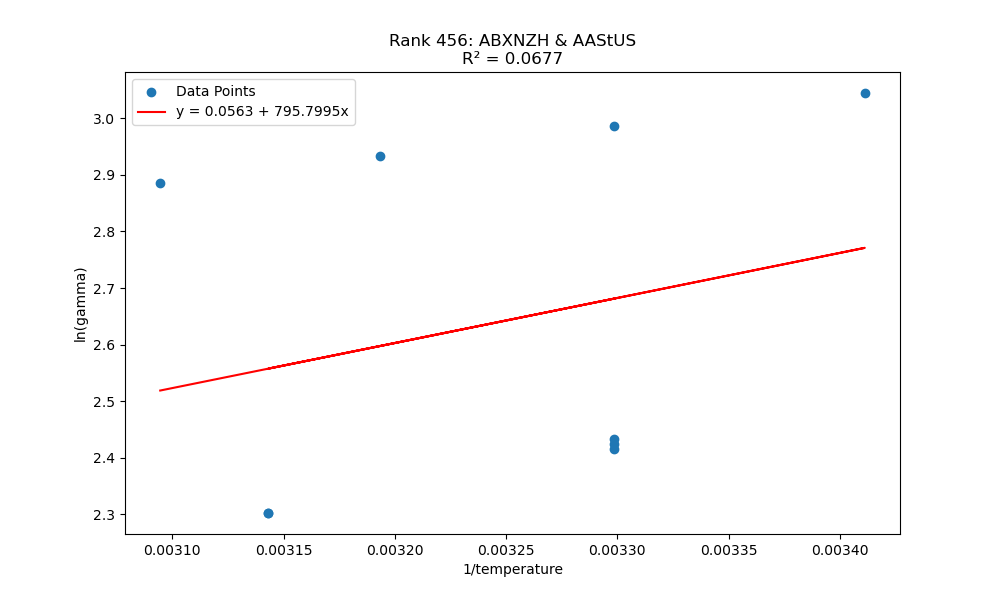 Rank 456: ABXNZH & AAStUS
R² = 0.0677
Data Points
y = 0.0563 + 795.7995x
ln(gamma)
3.0
2.9
2.8
2.7
2.6
2.5
2.4
2.3
0.00310
0.00315
0.00320
0.00325
0.00330
0.00335
0.00340
1/temperature